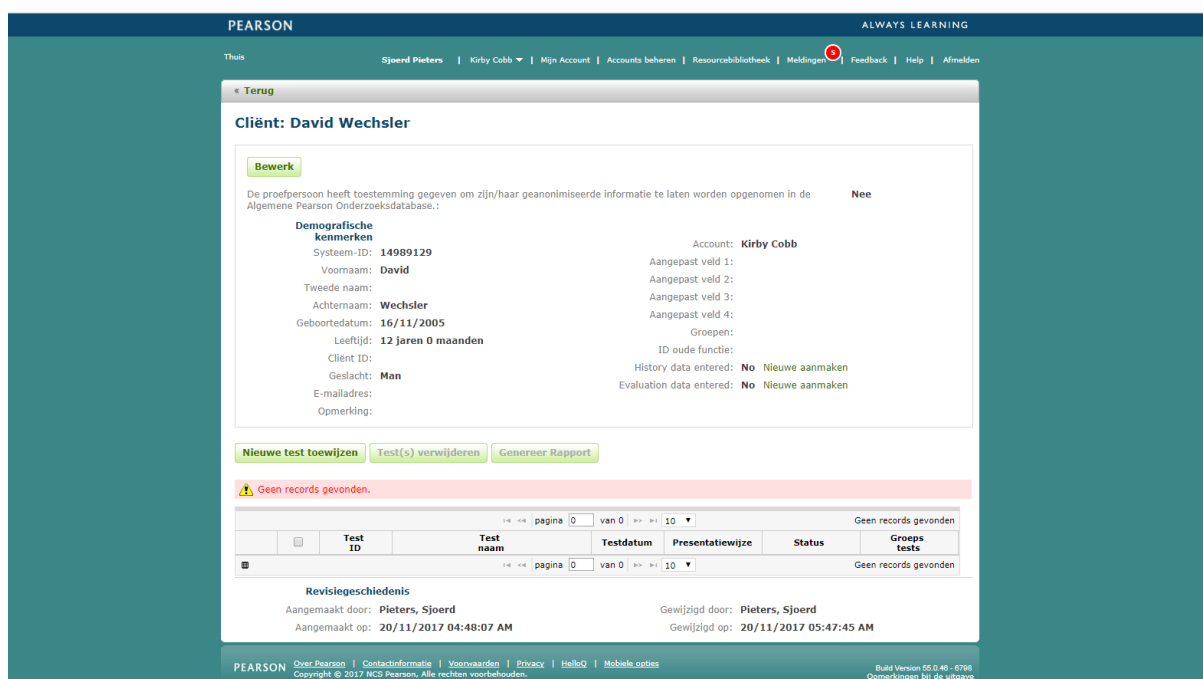 PEARSON ALWAYS LEARNING
Thuis Sjoerd Pieters | Kirby Cobb ▼ | Mijn Account | Accounts beheren | Resourcebibliotheek | Meldingen 5 | Feedback | Help | Afmelden
« Terug
Cliënt: David Wechsler
Bewerk
De proefpersoon heeft toestemming gegeven om zijn/haar geanonimiseerde informatie te laten worden opgenomen in de Nee
Algemene Pearson Onderzoeksdatabase.:
Demografische
kenmerken
Systeem-ID: 14989129
Voornaam: David
Tweede naam:
Achternaam: Wechsler
Geboortedatum: 16/11/2005
Leeftijd: 12 jaren 0 maanden
Cliënt ID:
Geslacht: Man
E-mailadres:
Opmerking:
Account: Kirby Cobb
Aangepast veld 1:
Aangepast veld 2:
Aangepast veld 3:
Aangepast veld 4:
Groepen:
ID oude functie:
History data entered: No Nieuwe aanmaken
Evaluation data entered: No Nieuwe aanmaken
Nieuwe test toewijzen Test(s) verwijderen Genereer Rapport
Geen records gevonden.
pagina 0 van 0 10 ▼ Geen records gevonden
Test ID Test naam Testdatum Presentatiewijze Status Groeps tests
pagina 0 van 0 10 ▼ Geen records gevonden
Revisiegeschiedenis
Aangemaakt door: Pieters, Sjoerd Gewijzigd door: Pieters, Sjoerd
Aangemaakt op: 20/11/2017 04:48:07 AM Gewijzigd op: 20/11/2017 05:47:45 AM
PEARSON Over Pearson | Contactinformatie | Voorwaarden | Privacy | HelloQ | Mobiele opties
Copyright © 2017 NCS Pearson, Alle rechten voorbehouden.
Build Version 55.0.46 - 6798
Opmerkingen bij de uitgave